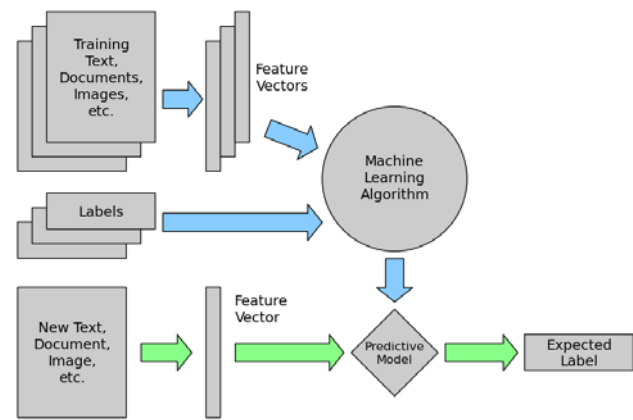 Training
Text,
Documents,
Images,
etc.
Feature
Vectors
Machine
Learning
Algorithm
Labels
New Text,
Document,
Image,
etc.
Feature
Vector
Predictive
Model
Expected
Label